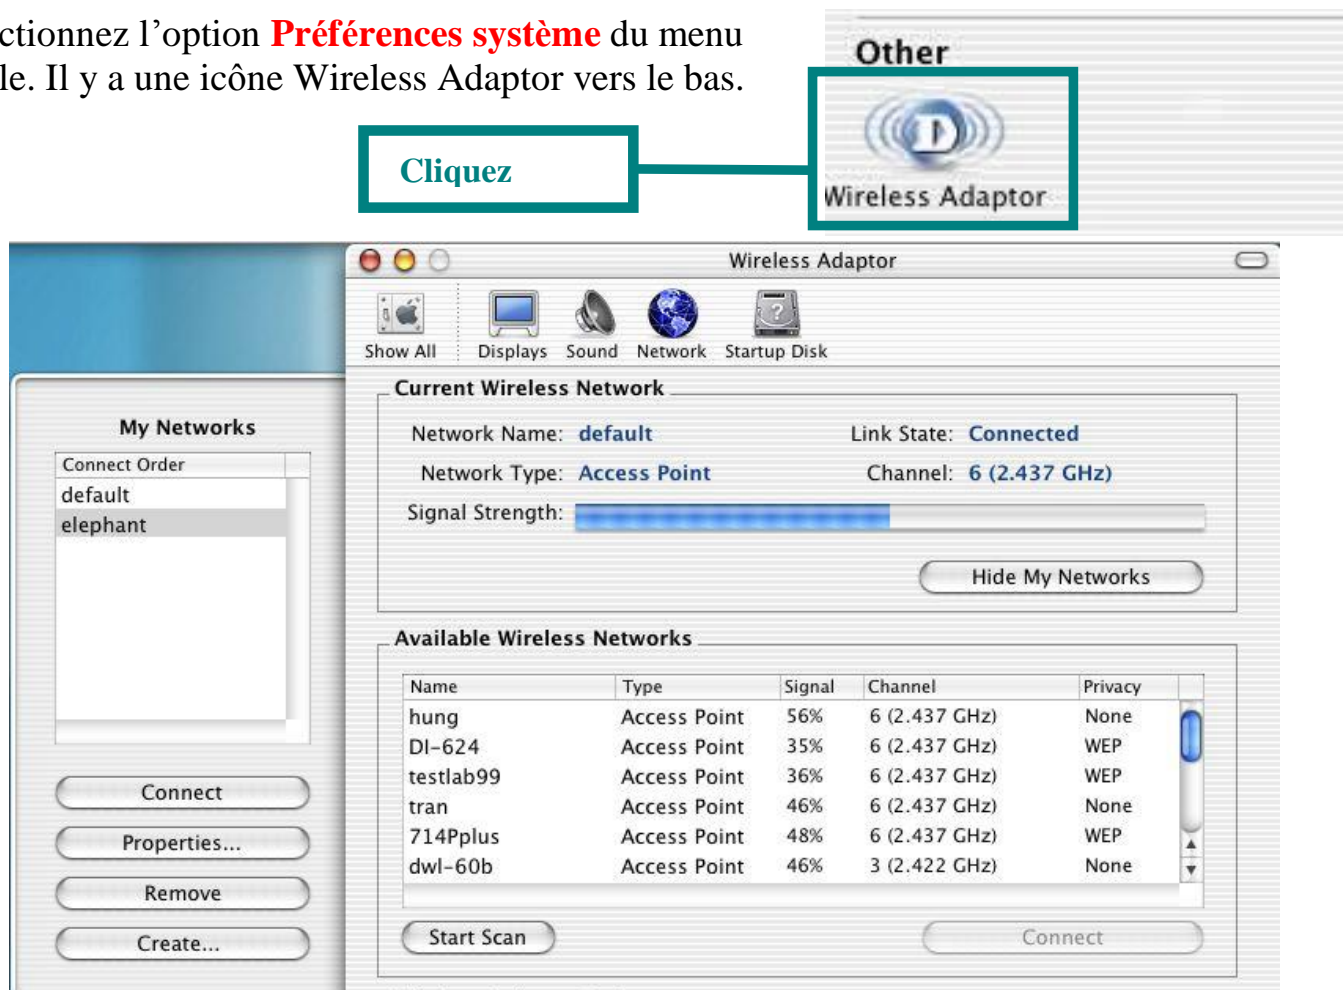 ctionnez l’option Préférences système du menu
le. Il y a une icône Wireless Adaptor vers le bas.
Other
Cliquez
Wireless Adaptor
Wireless Adaptor
Show All Displays Sound Network Startup Disk
My Networks
Connect Order
default
elephant
Connect
Properties...
Remove
Create...
Current Wireless Network
Network Name: default Link State: Connected
Network Type: Access Point Channel: 6 (2.437 GHz)
Signal Strength:
Hide My Networks
Available Wireless Networks
Name Type Signal Channel Privacy
hung Access Point 56% 6 (2.437 GHz) None
DI-624 Access Point 35% 6 (2.437 GHz) WEP
testlab99 Access Point 36% 6 (2.437 GHz) WEP
tran Access Point 46% 6 (2.437 GHz) None
714Pplus Access Point 48% 6 (2.437 GHz) WEP
dwl-60b Access Point 46% 3 (2.422 GHz) None
Start Scan Connect